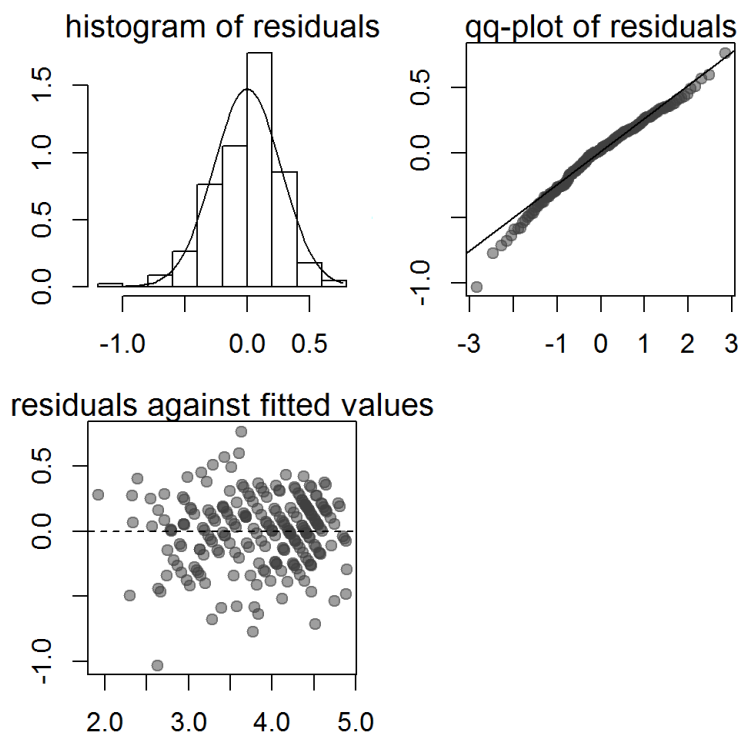 histogram of residuals
0.0 0.5 1.0 1.5
-1.0 0.0 0.5
qq-plot of residuals
-1.0 0.0 0.5
-3 -1 0 1 2 3
residuals against fitted values
-1.0 0.0 0.5
2.0 3.0 4.0 5.0